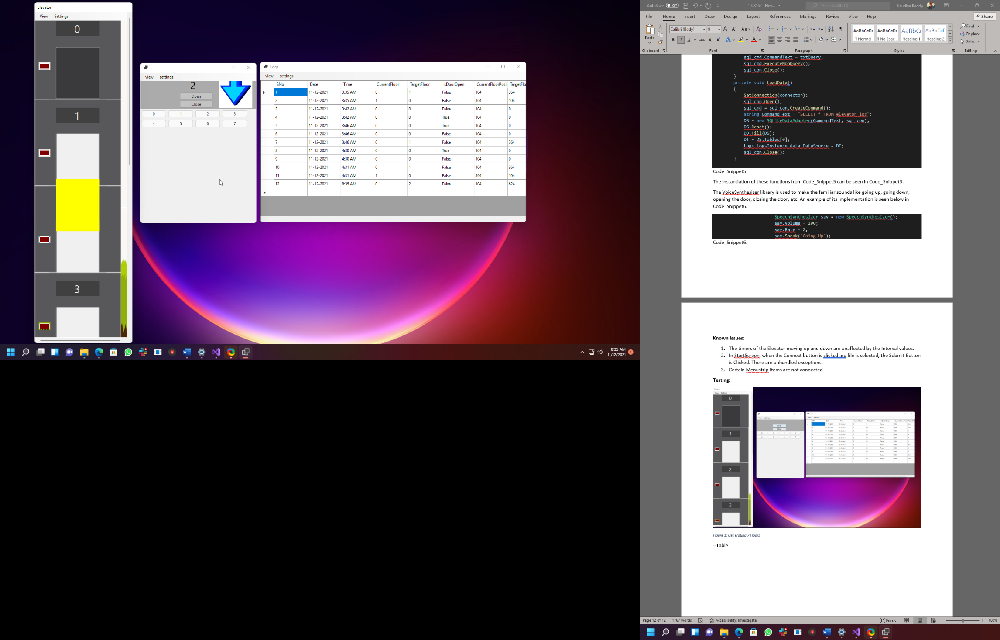 Elevator
View Settings
0
1
3
view settings
2
Open
Close
0 1 2 3
4 5 6 7
Logs
view settings
SNo Date Time CurrentFloor TargetFloor IsDoorOpen CurrentFloorPosit TargetFlo
1 11-12-2021 3:35 AM 0 1 False 104 364
2 11-12-2021 3:35 AM 1 0 False 364 104
3 11-12-2021 3:42 AM 0 0 False 104 0
4 11-12-2021 3:42 AM 0 0 True 104 0
5 11-12-2021 3:46 AM 0 0 True 104 0
6 11-12-2021 3:46 AM 0 0 False 104 0
7 11-12-2021 3:46 AM 0 1 False 104 364
8 11-12-2021 4:30 AM 0 0 True 104 0
9 11-12-2021 4:30 AM 0 0 False 104 0
10 11-12-2021 4:31 AM 0 1 False 104 364
11 11-12-2021 4:31 AM 1 0 False 364 104
12 11-12-2021 8:35 AM 0 2 False 104 624
8:35 AM
11/12/2021
1
AutoSave Off 1928162--Elev... Search (Alt+Q) Kautilya Reddy
File Home Insert Draw Design Layout References Mailings Review View Help Share
Paste
Calibri (Body) 9
B I U
AaBbCcDc AaBbCcDc AaBbCc AaBbCcE
¶ Normal ¶ No Spac... Heading 1 Heading 2
Find
Replace
Select
Clipboard Font Paragraph Styles Editing
sql_cmd.CommandText = txtQuery;
sql_cmd.ExecuteNonQuery();
sql_con.Close();
}
private void LoadData()
{
SetConnection(connector);
sql_con.Open();
sql_cmd = sql_con.CreateCommand();
string CommandText = "SELECT * FROM elevator_log";
DB = new SQLiteDataAdapter(CommandText, sql_con);
DS.Reset();
DB.Fill(DS);
DT = DS.Tables[0];
Logs.LogsInstance.data.DataSource = DT;
sql_con.Close();
}
Code_Snippet5
The instantiation of these functions from Code_Snippet5 can be seen in Code_Snippet3.
The VoiceSynthesizer library is used to make the familiar sounds like going up, going down,
opening the door, closing the door, etc. An example of its implementation is seen below in
Code_Snippet6.
SpeechSynthesizer say = new SpeechSynthesizer();
say.Volume = 100;
say.Rate = 2;
say.Speak("Going Up");
Code_Snippet6.
Known Issues:
1. The timers of the Elevator moving up and down are unaffected by the Interval values.
2. In StartScreen, when the Connect button is clicked ,no file is selected, the Submit Button
is Clicked. There are unhandled exceptions.
3. Certain Menustrip Items are not connected
Testing:
0
1
2
3
Figure 1: Generating 7 Floors
--Table
Page 12 of 12 1767 words Accessibility: Investigate Focus 100%